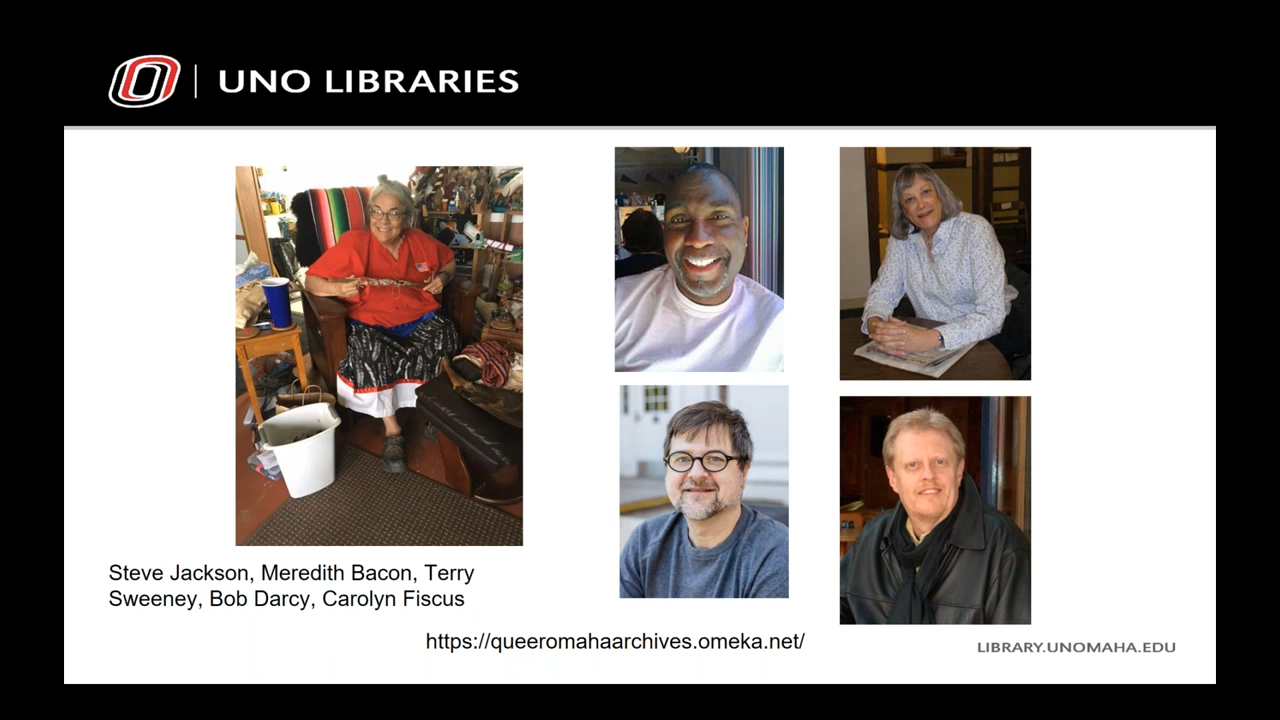 UNO LIBRARIES
Steve Jackson, Meredith Bacon, Terry
Sweeney, Bob Darcy, Carolyn Fiscus
https://queeromahaarchives.omeka.net/
LIBRARY.UNOMAHA.EDU